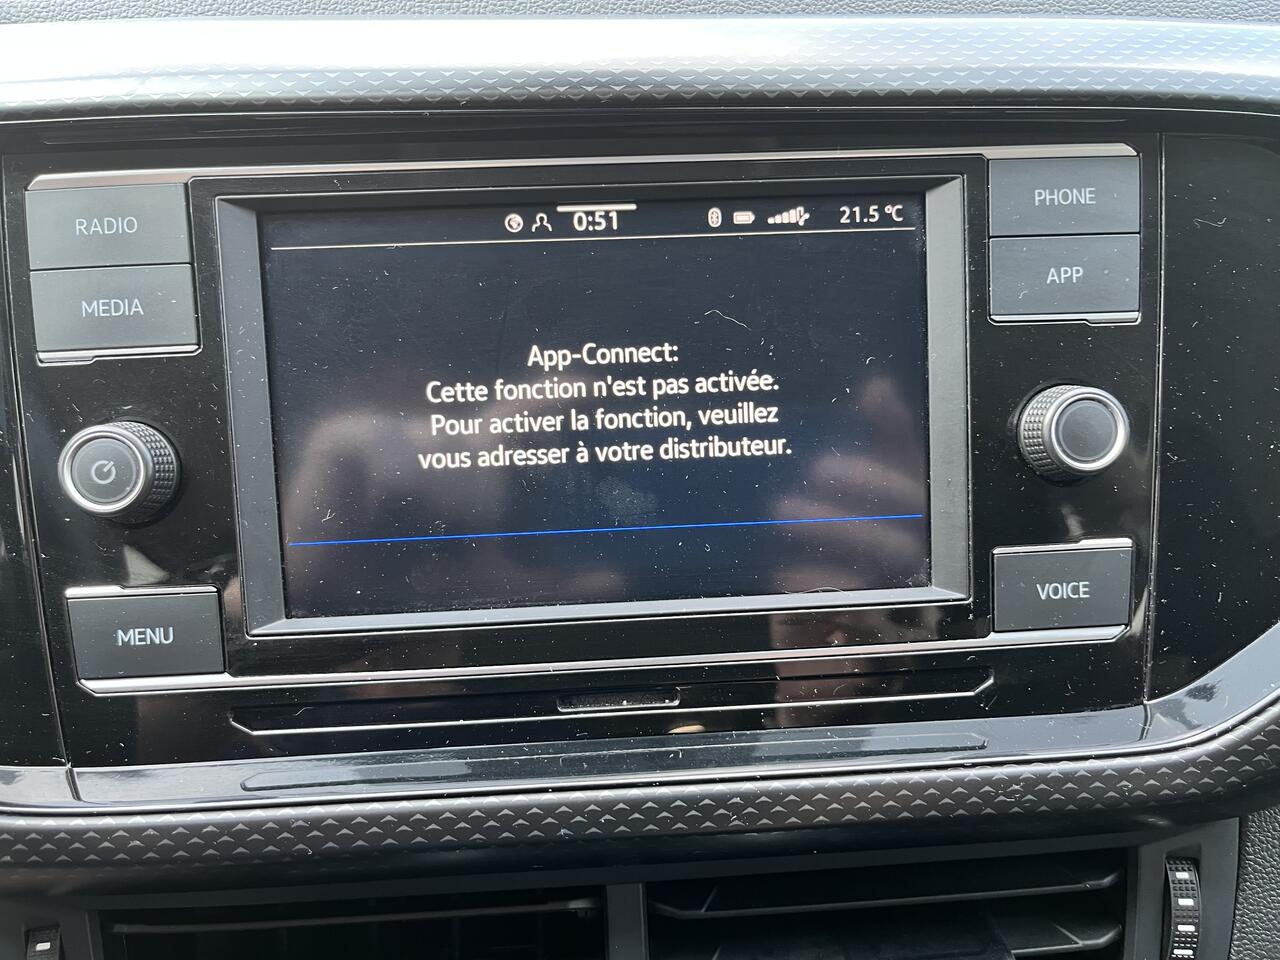 RADIO
MEDIA
MENU
0:51
21.5 °C
App-Connect:
Cette fonction n'est pas activée.
Pour activer la fonction, veuillez
vous adresser à votre distributeur.
PHONE
APP
VOICE